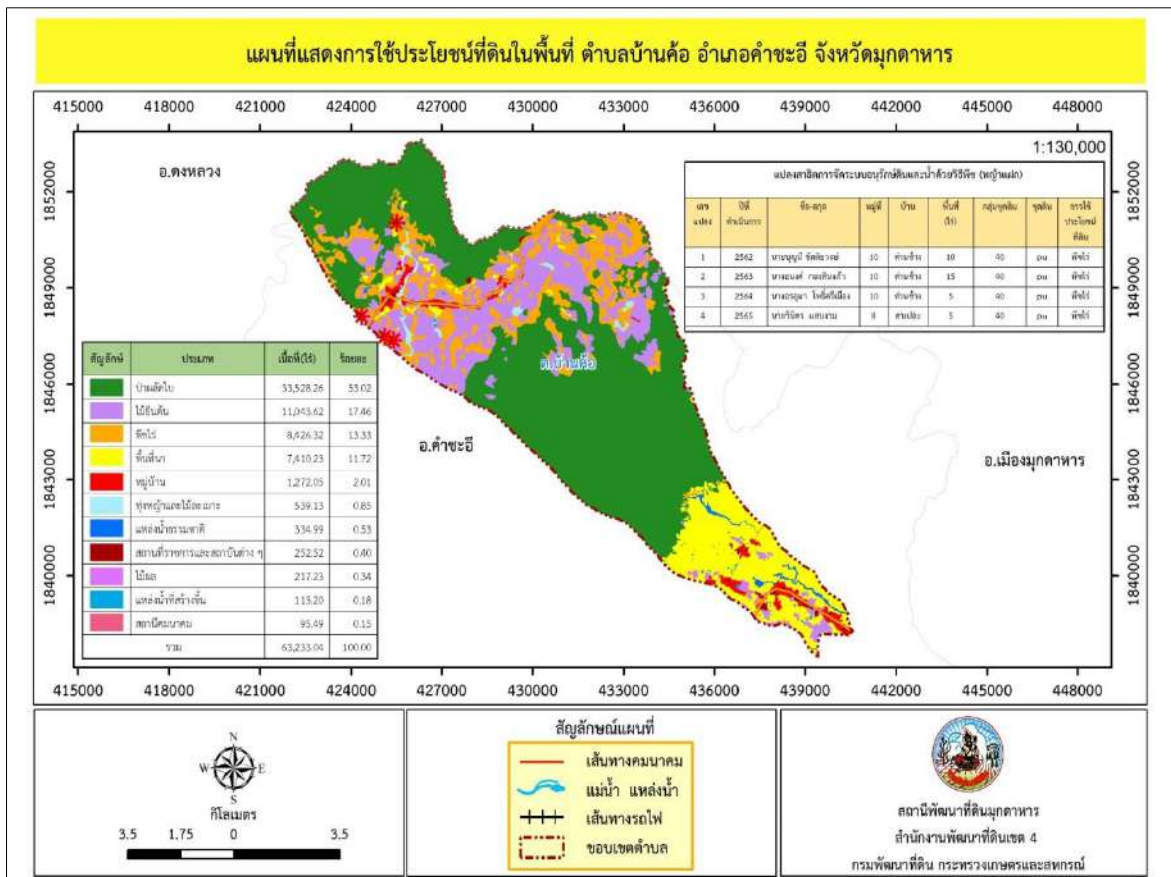 แผนที่แสดงการใช้ประโยชน์ที่ดินในพื้นที่ ตำบลบ้านค้อ อำเภอคำชะอี จังหวัดมุกดาหาร
415000 418000 421000 424000 427000 430000 433000 436000 439000 442000 445000 448000
1:130,000
อ.ดงหลวง
1852000
1849000
1846000
1843000
1840000
1852000
1849000
1846000
1843000
1840000
แปลงสาธิตการจัดระบบอนุรักษ์ดินและน้ำด้วยวิธีพืช (หญ้าแฝก)
เลขแปลง ปีที่ดำเนินการ ชื่อ-สกุล หมู่ที่ บ้าน พื้นที่ (ไร่) กลุ่มชุดดิน ชุดดิน การใช้ประโยชน์ที่ดิน
1 2562 10 10 40 พืชไร่
2 2563 10 15 40 พืชไร่
3 2564 10 5 40 พืชไร่
4 2565 8 5 40 พืชไร่
สัญลักษ์ ประเภท เนื้อที่(ไร่) ร้อยละ
ป่าผลัดใบ 33,528.26 53.02
ไม้ยืนต้น 11,043.62 17.46
พืชไร่ 8,426.32 13.33
พื้นที่นา 7,410.23 11.72
หมู่บ้าน 1,272.05 2.01
ทุ่งหญ้าและไม้ละเมาะ 539.13 0.85
แหล่งน้ำธรรมชาติ 334.99 0.53
สถานที่ราชการและสถาบันต่าง ๆ 252.52 0.40
ไม้ผล 217.23 0.34
แหล่งน้ำที่สร้างขึ้น 113.20 0.18
สถานีคมนาคม 95.49 0.15
รวม 63,233.04 100.00
ต.บ้านค้อ
อ.คำชะอี
อ.เมืองมุกดาหาร
415000 418000 421000 424000 427000 430000 433000 436000 439000 442000 445000 448000
N
W E
S
กิโลเมตร
3.5 1.75 0 3.5
สัญลักษณ์แผนที่
เส้นทางคมนาคม
แม่น้ำ แหล่งน้ำ
เส้นทางรถไฟ
ขอบเขตตำบล
สถานีพัฒนาที่ดินมุกดาหาร
สำนักงานพัฒนาที่ดินเขต 4
กรมพัฒนาที่ดิน กระทรวงเกษตรและสหกรณ์